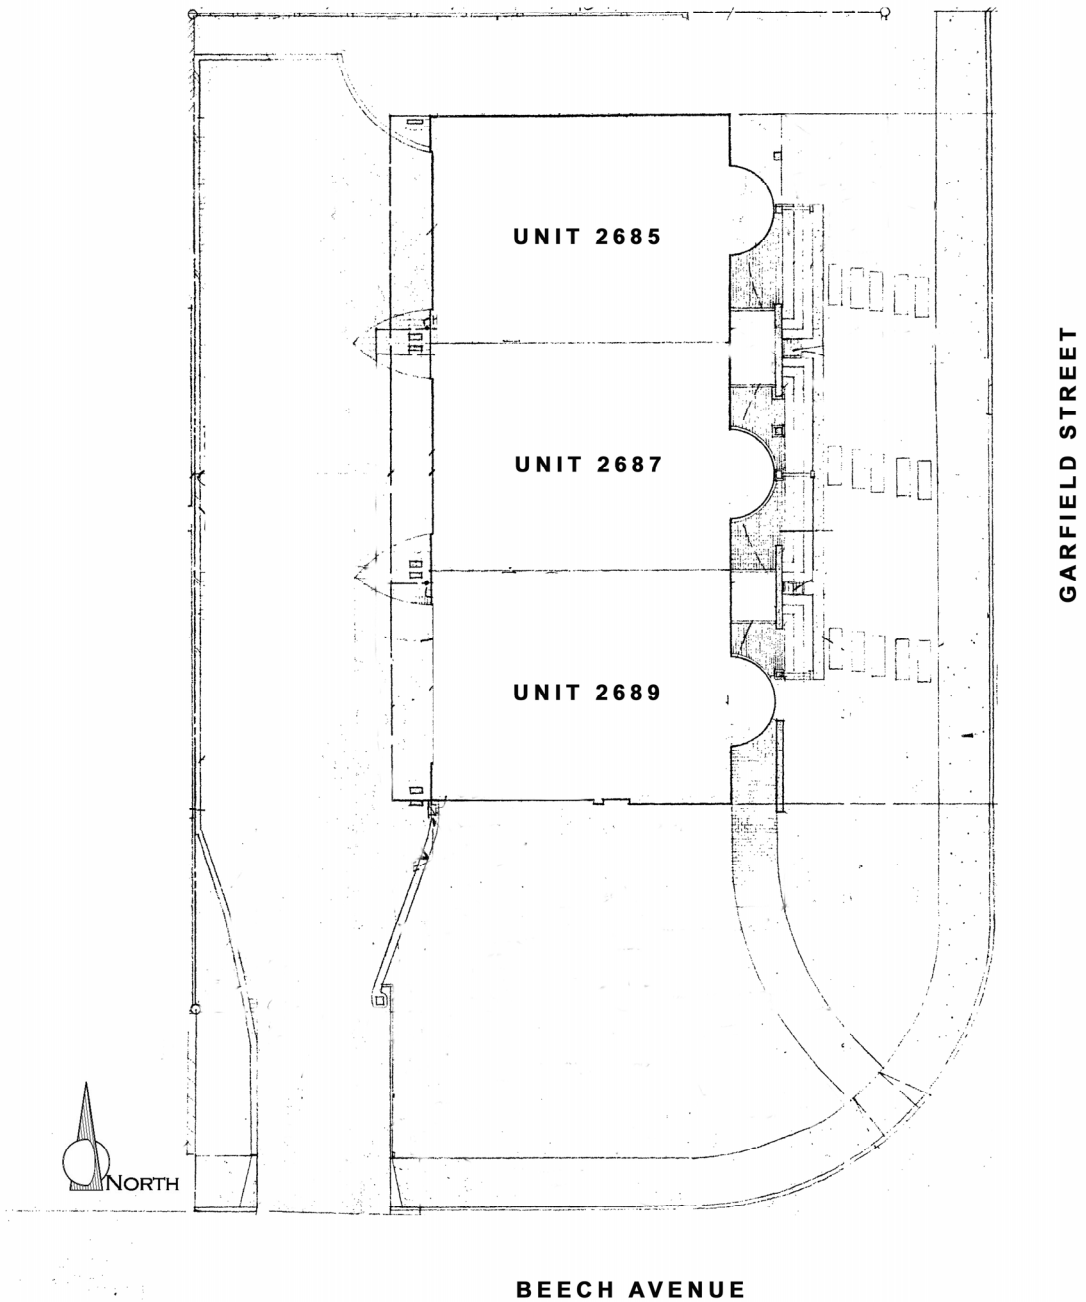 UNIT 2685
GARFIELD STREET
UNIT 2687
UNIT 2689
NORTH
BEECH AVENUE